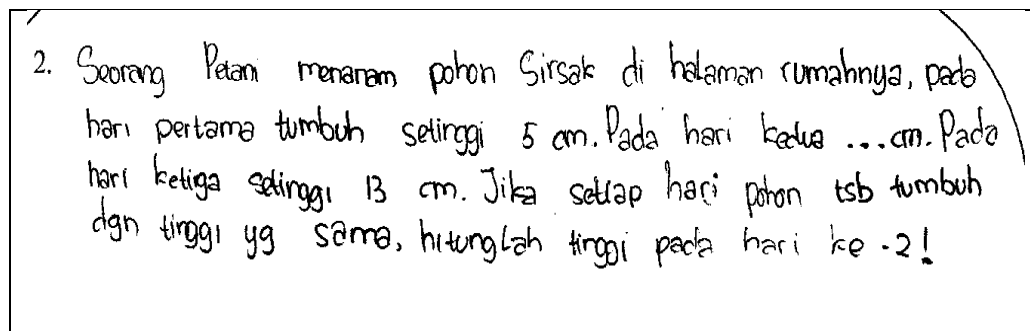 2. Seorang Petani menanam pohon Sirsak di halaman rumahnya, pada
hari pertama tumbuh setinggi 5 cm. Pada hari kedua ... cm. Pada
hari ketiga setinggi 13 cm. Jika setiap hari pohon tsb tumbuh
dgn tinggi yg sama, hitunglah tinggi pada hari ke -2!